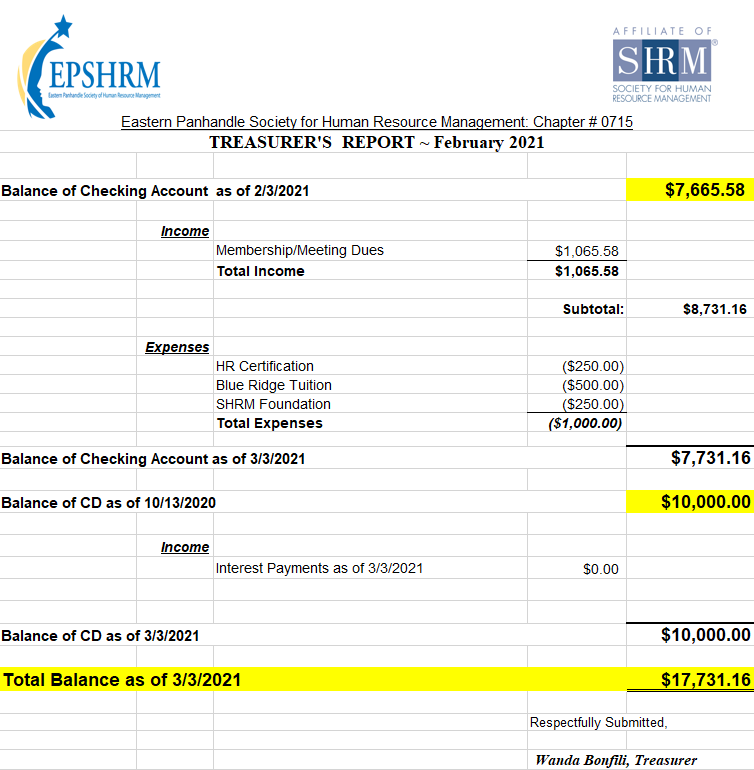 EPSHRM
Eastern Panhandle Society of Human Resource Management
AFFILIATE OF
SHRM®
SOCIETY FOR HUMAN
RESOURCE MANAGEMENT
Eastern Panhandle Society for Human Resource Management: Chapter # 0715
TREASURER'S REPORT ~ February 2021
Balance of Checking Account as of 2/3/2021 $7,665.58
Income
Membership/Meeting Dues $1,065.58
Total Income $1,065.58
Subtotal: $8,731.16
Expenses
HR Certification ($250.00)
Blue Ridge Tuition ($500.00)
SHRM Foundation ($250.00)
Total Expenses ($1,000.00)
Balance of Checking Account as of 3/3/2021 $7,731.16
Balance of CD as of 10/13/2020 $10,000.00
Income
Interest Payments as of 3/3/2021 $0.00
Balance of CD as of 3/3/2021 $10,000.00
Total Balance as of 3/3/2021 $17,731.16
Respectfully Submitted,
Wanda Bonfili, Treasurer